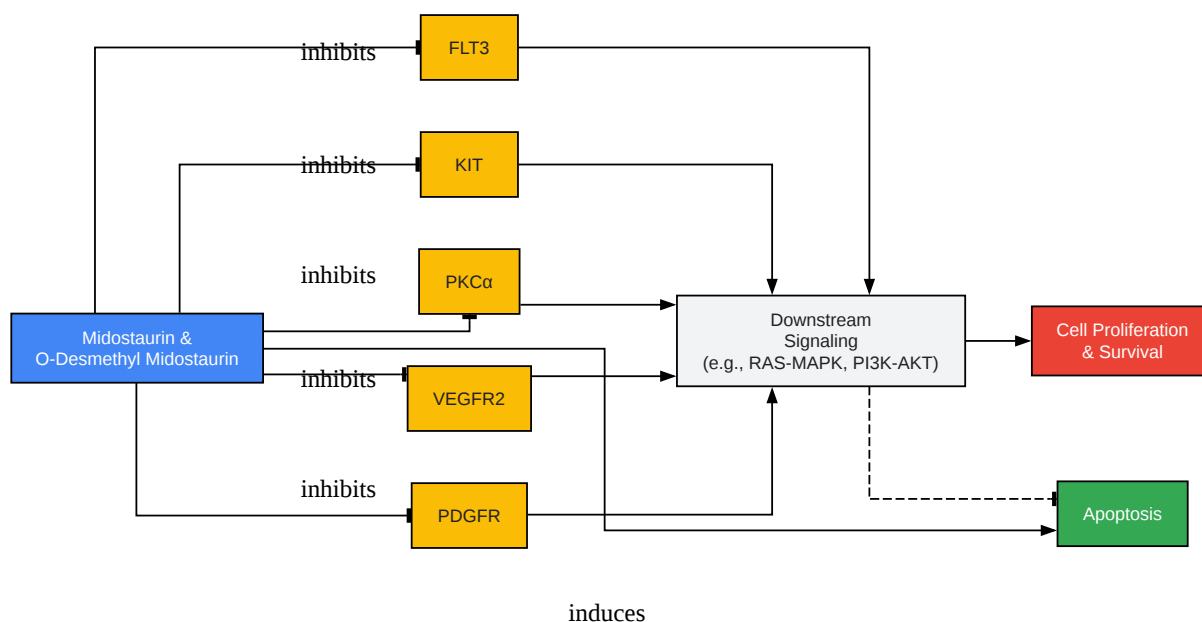 inhibits
FLT3
inhibits
KIT
inhibits
PKCα
Midostaurin &
O-Desmethyl Midostaurin
Downstream
Signaling
(e.g., RAS-MAPK, PI3K-AKT)
Cell Proliferation
& Survival
inhibits
VEGFR2
inhibits
PDGFR
Apoptosis
induces